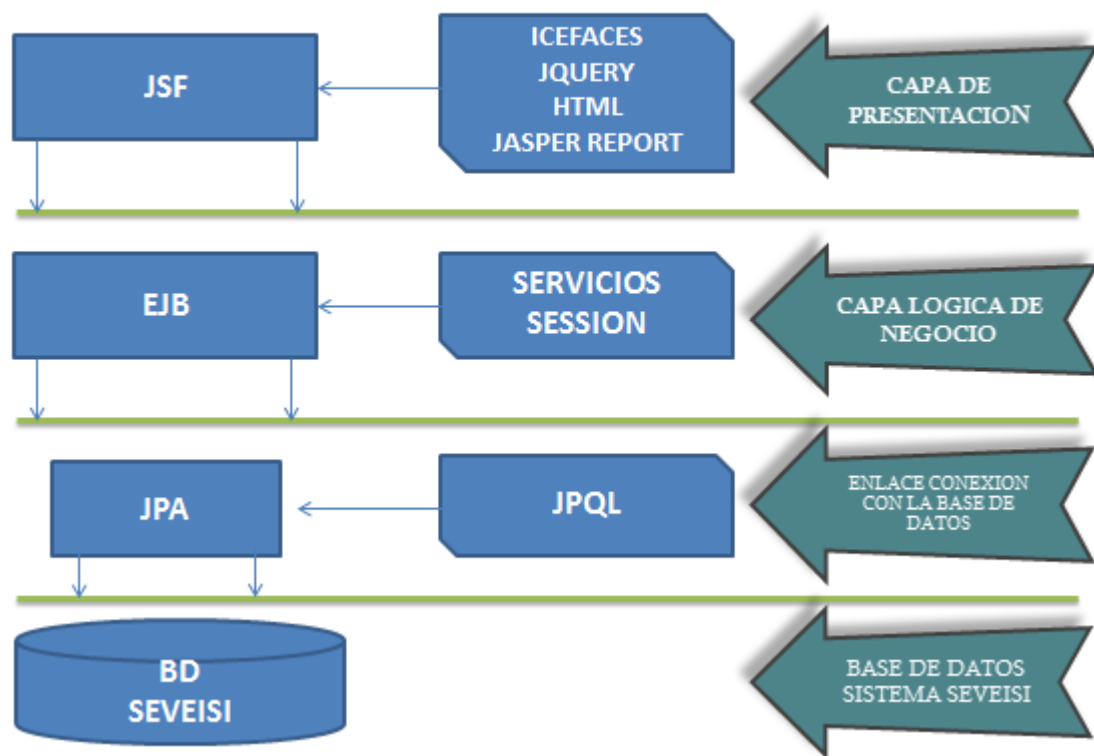 JSF
ICEFACES
JQUERY
HTML
JASPER REPORT
CAPA DE
PRESENTACION
EJB
SERVICIOS
SESSION
CAPA LOGICA DE
NEGOCIO
JPA
JPQL
ENLACE CONEXION
CON LA BASE DE
DATOS
BD
SEVEISI
BASE DE DATOS
SISTEMA SEVEISI